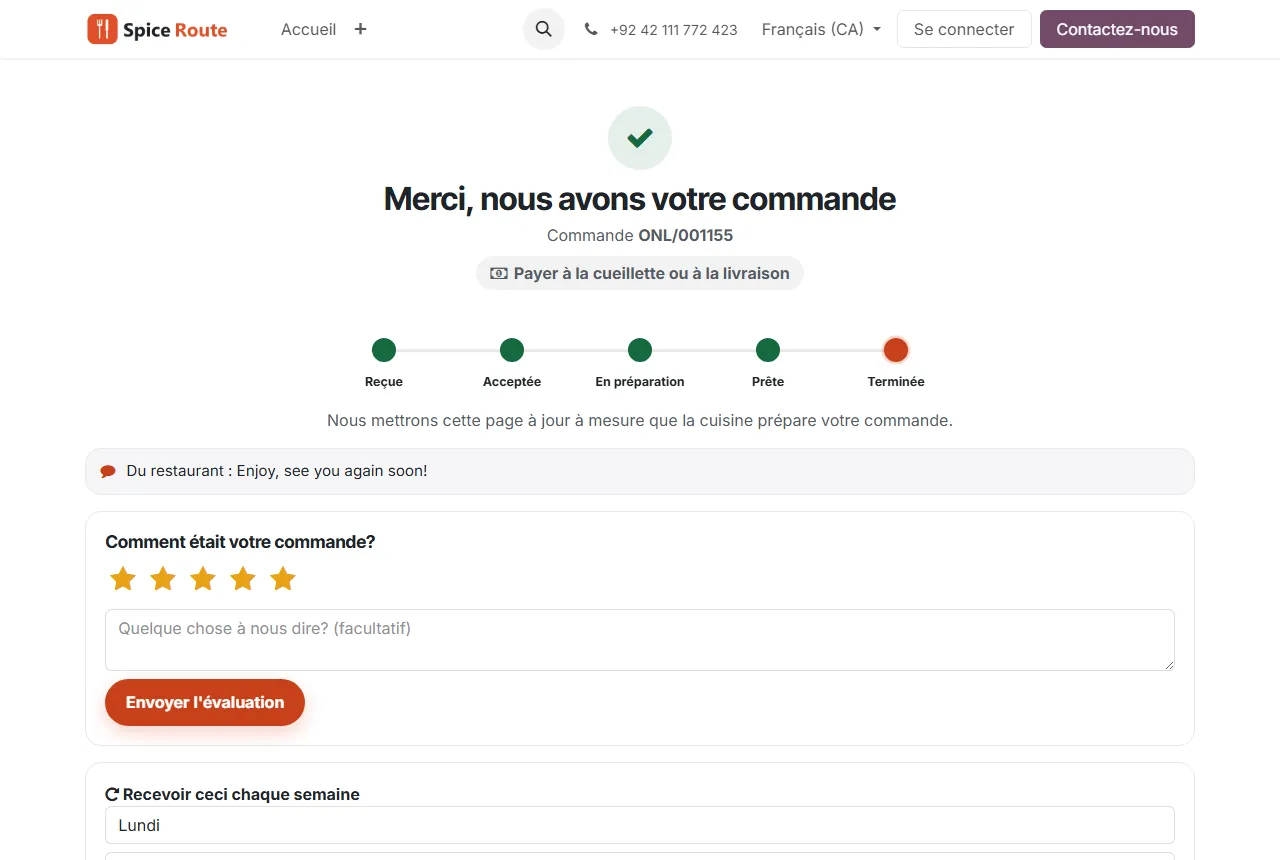 Spice Route
Accueil
+92 42 111 772 423
Français (CA)
Se connecter
Contactez-nous
Merci, nous avons votre commande
Commande ONL/001155
Payer à la cueillette ou à la livraison
Reçue
Acceptée
En préparation
Prête
Terminée
Nous mettrons cette page à jour à mesure que la cuisine prépare votre commande.
Du restaurant : Enjoy, see you again soon!
Comment était votre commande?
Quelque chose à nous dire? (facultatif)
Envoyer l'évaluation
Recevoir ceci chaque semaine
Lundi